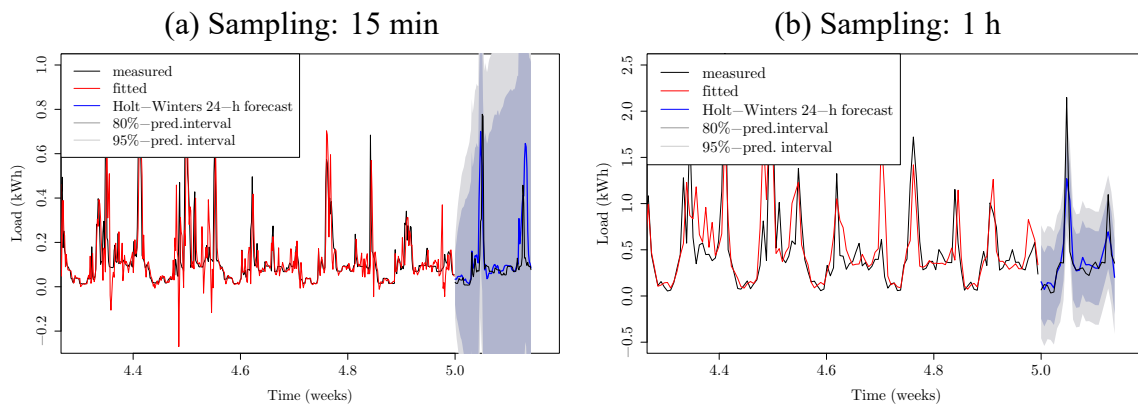 (a) Sampling: 15 min
measured
fitted
Holt−Winters 24−h forecast
80%−pred.interval
95%−pred. interval
Load (kWh)
1.0
0.8
0.6
0.4
0.2
0.0
−0.2
4.4 4.6 4.8 5.0
Time (weeks)
(b) Sampling: 1 h
measured
fitted
Holt−Winters 24−h forecast
80%−pred.interval
95%−pred. interval
Load (kWh)
2.5
2.0
1.5
1.0
0.5
0.0
−0.5
4.4 4.6 4.8 5.0
Time (weeks)